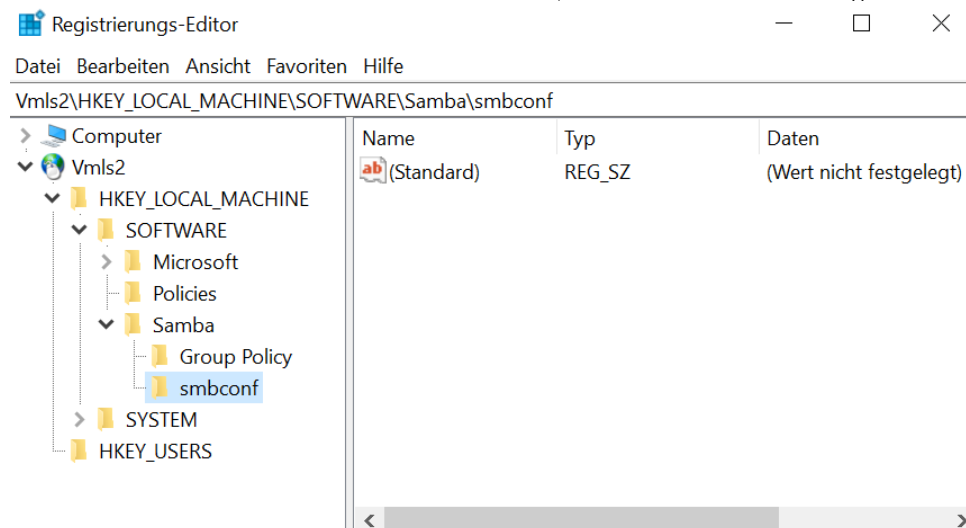 Registrierungs-Editor
Datei Bearbeiten Ansicht Favoriten Hilfe
Vmls2\HKEY_LOCAL_MACHINE\SOFTWARE\Samba\smbconf
Computer
Vmls2
HKEY_LOCAL_MACHINE
SOFTWARE
Microsoft
Policies
Samba
Group Policy
smbconf
SYSTEM
HKEY_USERS
Name Typ Daten
ab (Standard) REG_SZ (Wert nicht festgelegt)